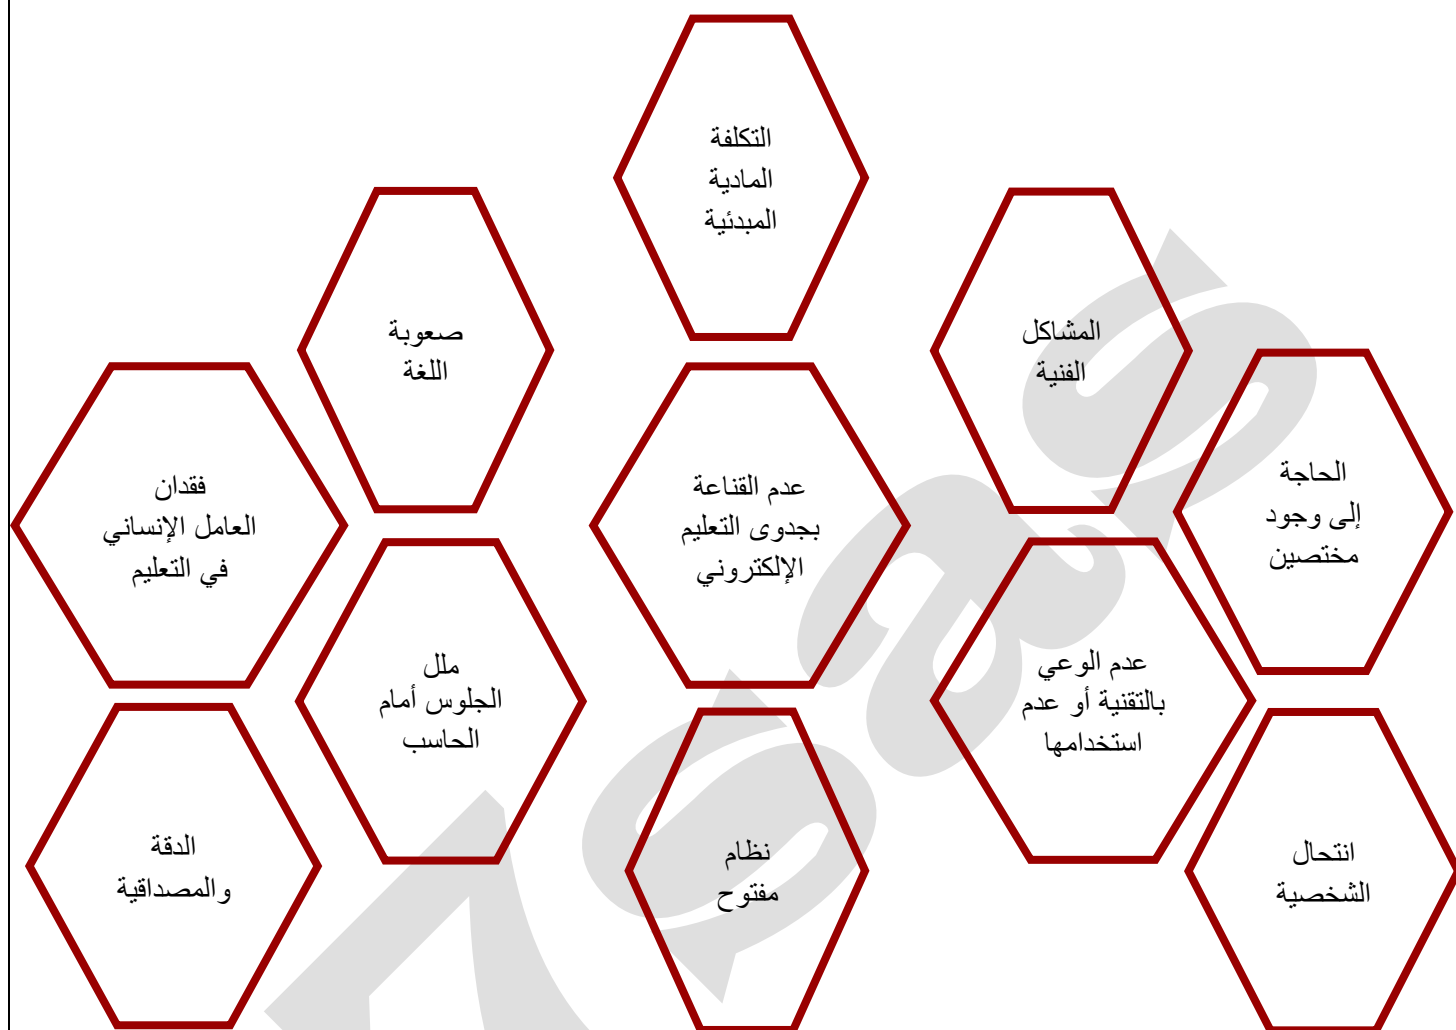 التكلفة
المادية
المبدئية
المشاكل
الفنية
صعوبة
اللغة
الحاجة
إلى وجود
مختصين
عدم القناعة
بجدوى التعليم
الإلكتروني
فقدان
العامل الإنساني
في التعليم
عدم الوعي
بالتقنية أو عدم
استخدامها
ملل
الجلوس أمام
الحاسب
انتحال
الشخصية
نظام
مفتوح
الدقة
والمصداقية